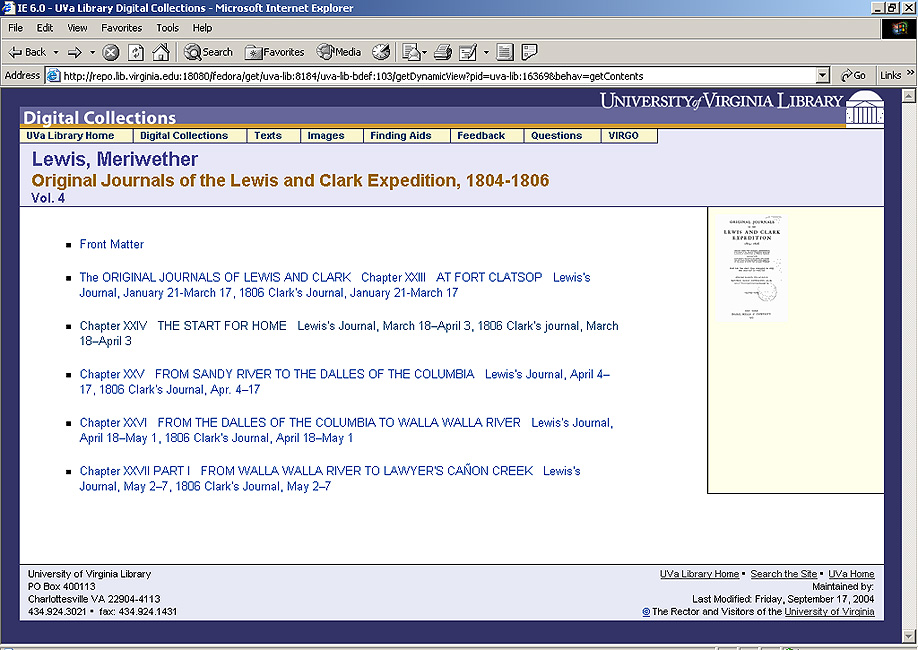 IE 6.0 - UVa Library Digital Collections - Microsoft Internet Explorer
File Edit View Favorites Tools Help
Back Search Favorites Media
Address http://repo.lib.virginia.edu:18080/fedora/get/uva-lib:8184/uva-lib-bdef:103/getDynamicView?pid=uva-lib:16369&behav=getContents Go Links »
UNIVERSITY of VIRGINIA LIBRARY
Digital Collections
UVa Library Home Digital Collections Texts Images Finding Aids Feedback Questions VIRGO
Lewis, Meriwether
Original Journals of the Lewis and Clark Expedition, 1804-1806
Vol. 4
Front Matter
The ORIGINAL JOURNALS OF LEWIS AND CLARK Chapter XXIII AT FORT CLATSOP Lewis's
Journal, January 21-March 17, 1806 Clark's Journal, January 21-March 17
Chapter XXIV THE START FOR HOME Lewis's Journal, March 18–April 3, 1806 Clark's journal, March
18–April 3
Chapter XXV FROM SANDY RIVER TO THE DALLES OF THE COLUMBIA Lewis's Journal, April 4–
17, 1806 Clark's Journal, Apr. 4–17
Chapter XXVI FROM THE DALLES OF THE COLUMBIA TO WALLA WALLA RIVER Lewis's Journal,
April 18–May 1, 1806 Clark's Journal, April 18–May 1
Chapter XXVII PART I FROM WALLA WALLA RIVER TO LAWYER'S CAÑON CREEK Lewis's
Journal, May 2–7, 1806 Clark's Journal, May 2–7
ORIGINAL JOURNALS
LEWIS AND CLARK
EXPEDITION
University of Virginia Library
PO Box 400113
Charlottesville VA 22904-4113
434.924.3021 • fax: 434.924.1431
UVa Library Home • Search the Site • UVa Home
Maintained by:
Last Modified: Friday, September 17, 2004
© The Rector and Visitors of the University of Virginia